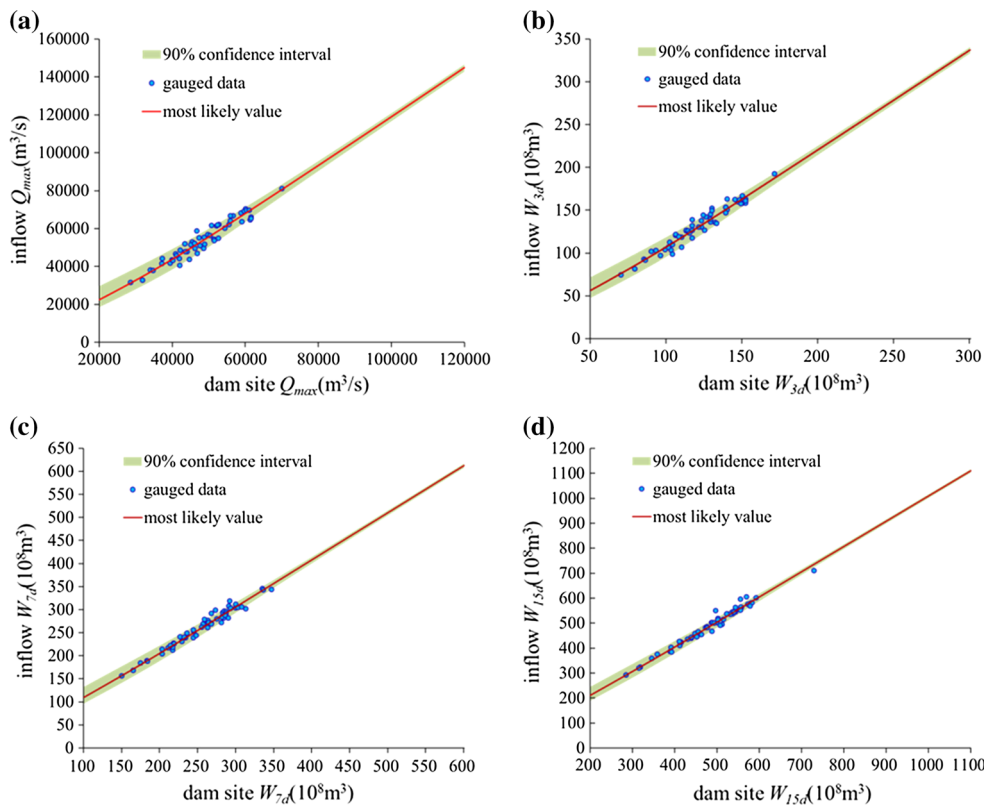 (a)
160000
140000
120000
100000
80000
60000
40000
20000
0
inflow Qmax(m³/s)
90% confidence interval
gauged data
most likely value
20000 40000 60000 80000 100000 120000
dam site Qmax(m³/s)
(b)
350
300
250
200
150
100
50
0
inflow W3d(10⁸m³)
90% confidence interval
gauged data
most likely value
50 100 150 200 250 300
dam site W3d(10⁸m³)
(c)
650
600
550
500
450
400
350
300
250
200
150
100
50
0
inflow W7d(10⁸m³)
90% confidence interval
gauged data
most likely value
100 150 200 250 300 350 400 450 500 550 600
dam site W7d(10⁸m³)
(d)
1200
1100
1000
900
800
700
600
500
400
300
200
100
0
inflow W15d(10⁸m³)
90% confidence interval
gauged data
most likely value
200 300 400 500 600 700 800 900 1000 1100
dam site W15d(10⁸m³)